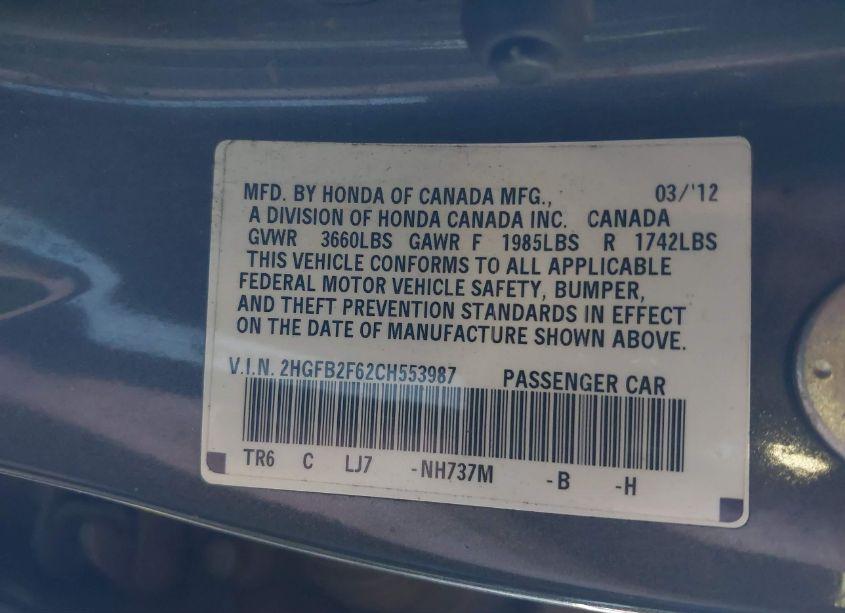 MFD. BY HONDA OF CANADA MFG., 03/'12
A DIVISION OF HONDA CANADA INC. CANADA
GVWR 3660LBS GAWR F 1985LBS R 1742LBS
THIS VEHICLE CONFORMS TO ALL APPLICABLE
FEDERAL MOTOR VEHICLE SAFETY, BUMPER,
AND THEFT PREVENTION STANDARDS IN EFFECT
ON THE DATE OF MANUFACTURE SHOWN ABOVE.
V.I.N. 2HGFB2F62CH553987 PASSENGER CAR
TR6 C LJ7 -NH737M -B -H